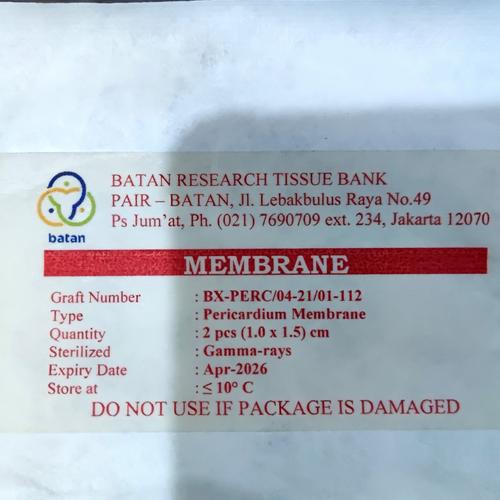 BATAN RESEARCH TISSUE BANK
PAIR – BATAN, Jl. Lebakbulus Raya No.49
Ps Jum'at, Ph. (021) 7690709 ext. 234, Jakarta 12070
batan
MEMBRANE
Graft Number : BX-PERC/04-21/01-112
Type : Pericardium Membrane
Quantity : 2 pcs (1.0 x 1.5) cm
Sterilized : Gamma-rays
Expiry Date : Apr-2026
Store at : ≤ 10° C
DO NOT USE IF PACKAGE IS DAMAGED